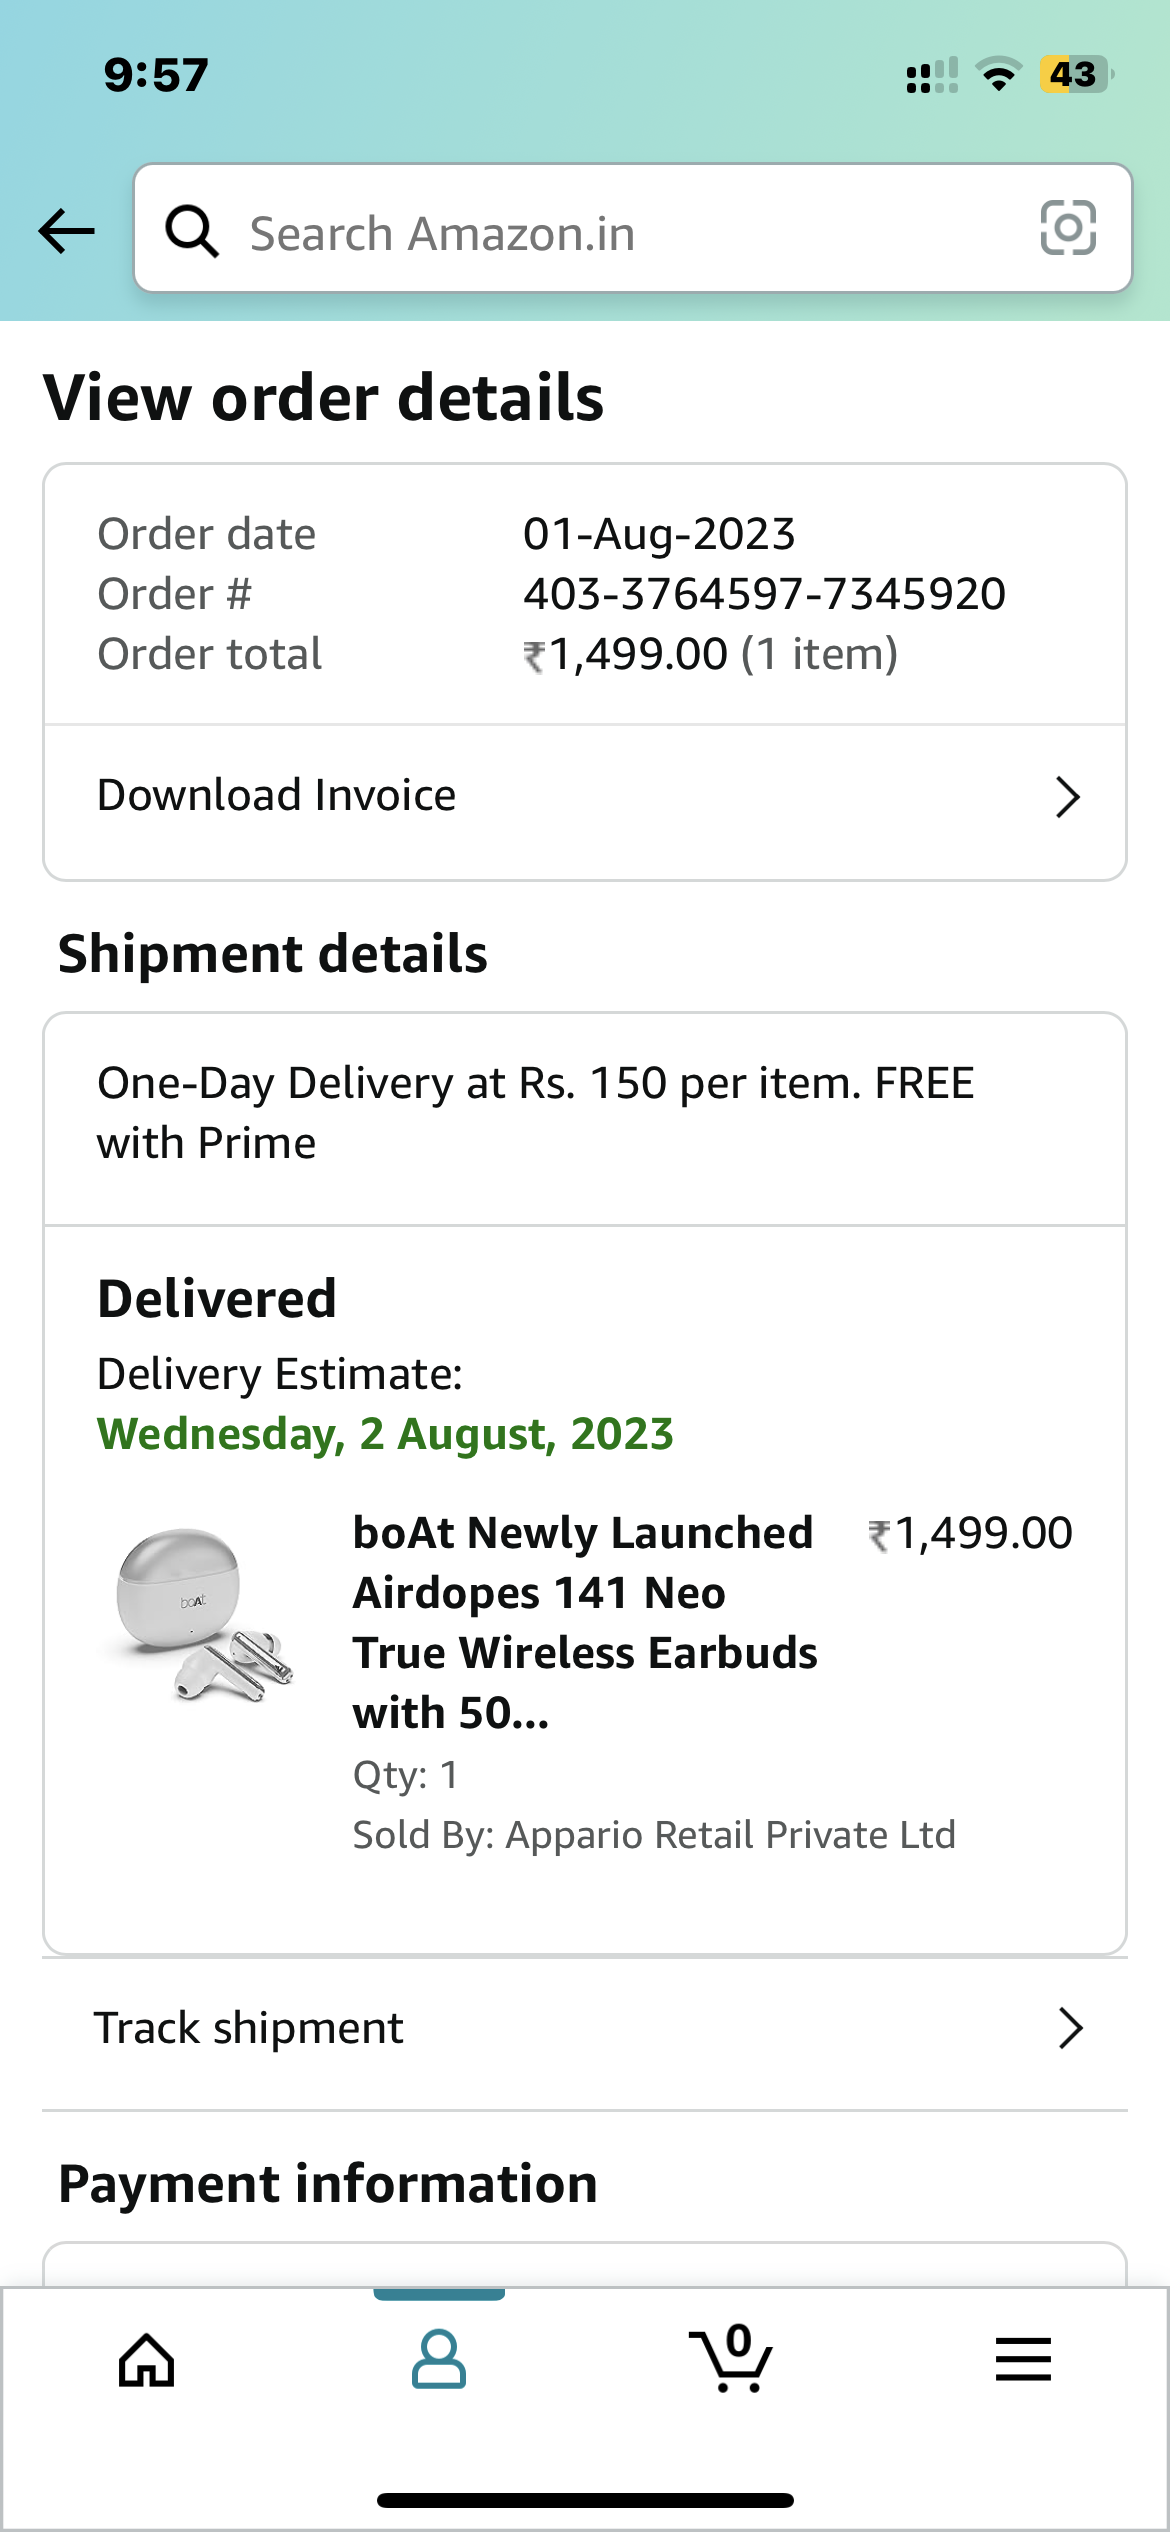 9:57
43
Search Amazon.in
View order details
Order date 01-Aug-2023
Order # 403-3764597-7345920
Order total ₹1,499.00 (1 item)
Download Invoice
Shipment details
One-Day Delivery at Rs. 150 per item. FREE
with Prime
Delivered
Delivery Estimate:
Wednesday, 2 August, 2023
boAt
boAt Newly Launched ₹1,499.00
Airdopes 141 Neo
True Wireless Earbuds
with 50...
Qty: 1
Sold By: Appario Retail Private Ltd
Track shipment
Payment information
0